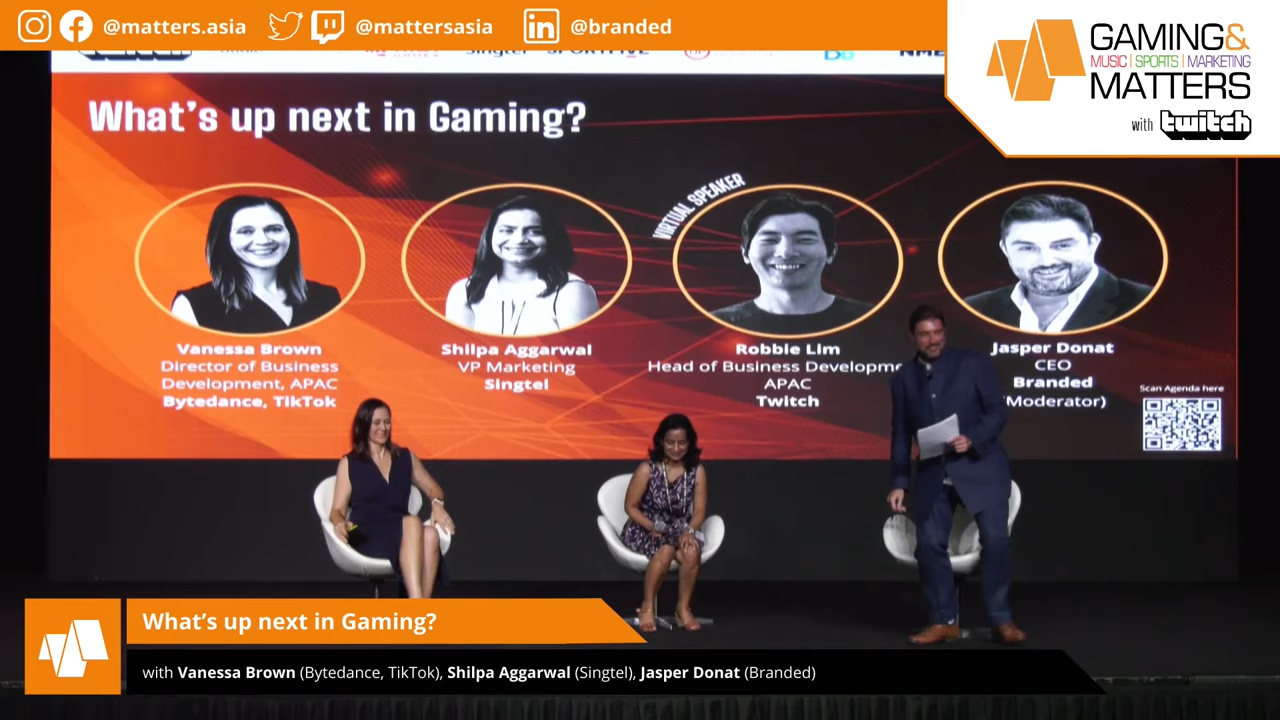 @matters.asia
@mattersasia
@branded
GAMING&
MUSIC | SPORTS | MARKETING
MATTERS
with twitch
What's up next in Gaming?
VIRTUAL SPEAKER
Vanessa Brown
Director of Business
Development, APAC
Bytedance, TikTok
Shilpa Aggarwal
VP Marketing
Singtel
Robbie Lim
Head of Business Developme
APAC
Twitch
Jasper Donat
CEO
Branded
(Moderator)
Scan Agenda here
What's up next in Gaming?
with Vanessa Brown (Bytedance, TikTok), Shilpa Aggarwal (Singtel), Jasper Donat (Branded)